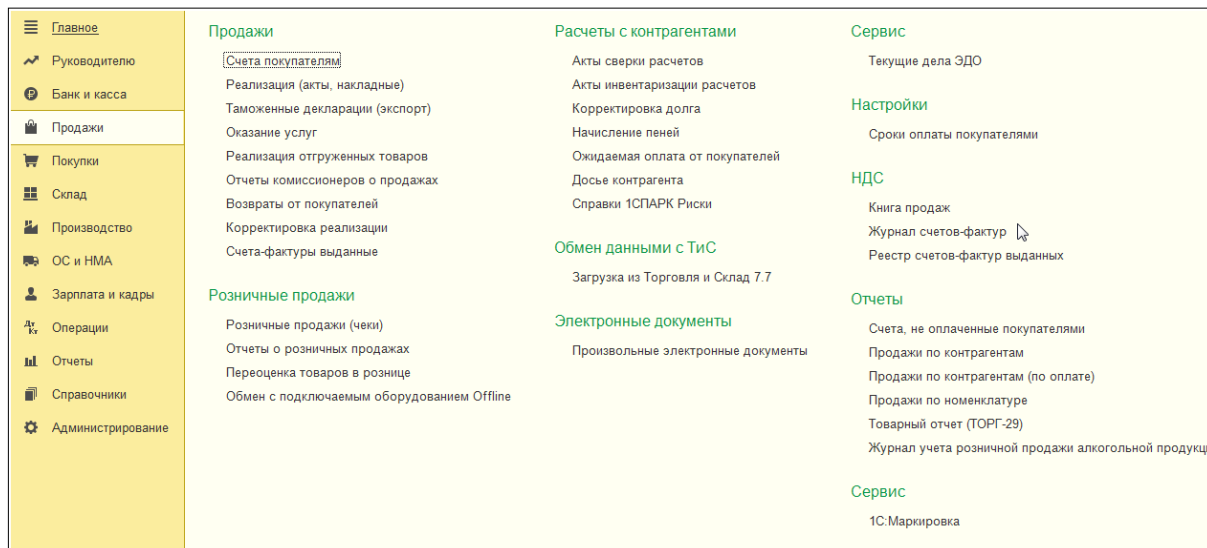 Главное
Руководителю
Банк и касса
Продажи
Покупки
Склад
Производство
ОС и НМА
Зарплата и кадры
Операции
Отчеты
Справочники
Администрирование
Продажи
Счета покупателям
Реализация (акты, накладные)
Таможенные декларации (экспорт)
Оказание услуг
Реализация отгруженных товаров
Отчеты комиссионеров о продажах
Возвраты от покупателей
Корректировка реализации
Счета-фактуры выданные
Розничные продажи
Розничные продажи (чеки)
Отчеты о розничных продажах
Переоценка товаров в рознице
Обмен с подключаемым оборудованием Offline
Расчеты с контрагентами
Акты сверки расчетов
Акты инвентаризации расчетов
Корректировка долга
Начисление пеней
Ожидаемая оплата от покупателей
Досье контрагента
Справки 1СПАРК Риски
Обмен данными с ТиС
Загрузка из Торговля и Склад 7.7
Электронные документы
Произвольные электронные документы
Сервис
Текущие дела ЭДО
Настройки
Сроки оплаты покупателями
НДС
Книга продаж
Журнал счетов-фактур
Реестр счетов-фактур выданных
Отчеты
Счета, не оплаченные покупателями
Продажи по контрагентам
Продажи по контрагентам (по оплате)
Продажи по номенклатуре
Товарный отчет (ТОРГ-29)
Журнал учета розничной продажи алкогольной продукц
Сервис
1С:Маркировка